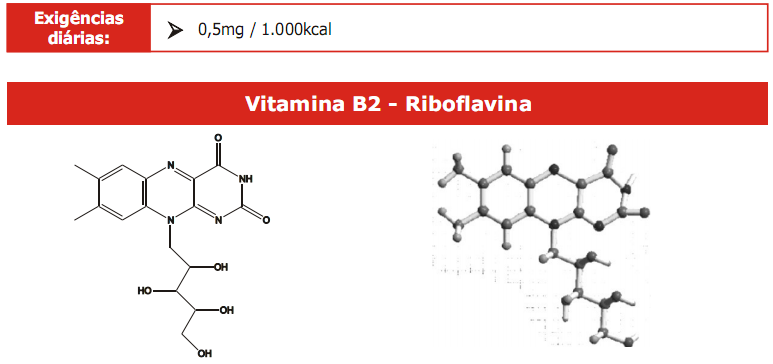 Exigências
diárias:
0,5mg / 1.000kcal
Vitamina B2 - Riboflavina
O
N
NH
N
N
O
OH
HO
OH
OH